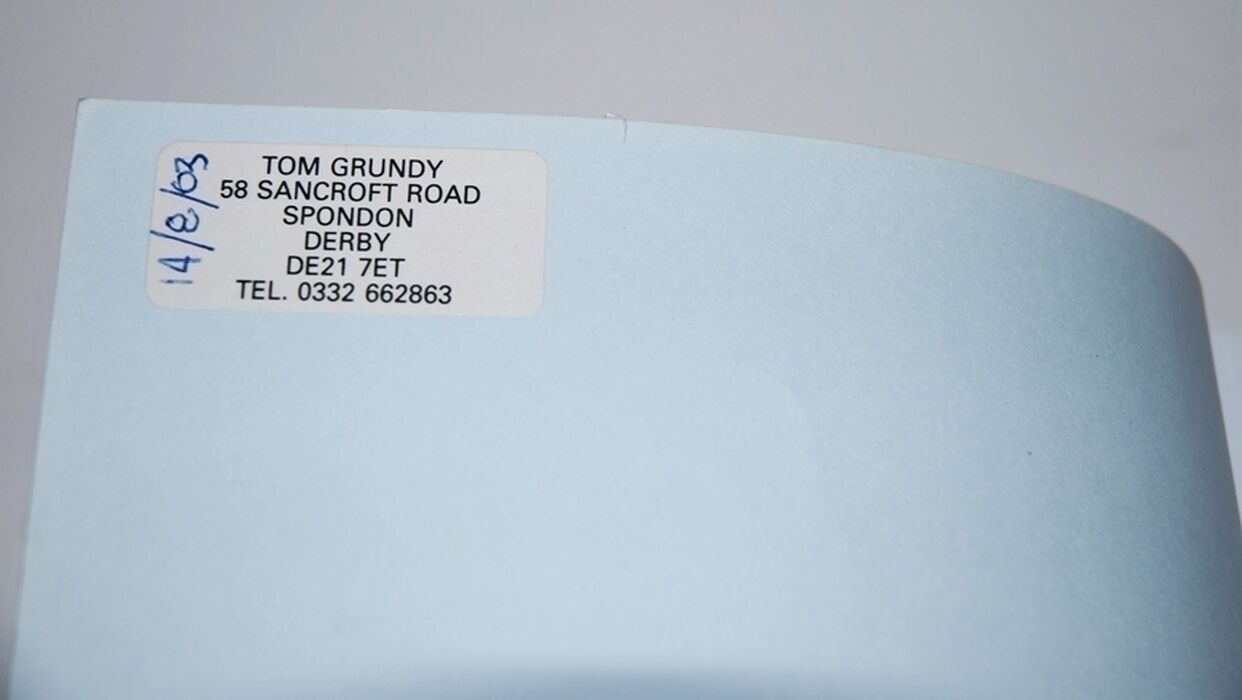 TOM GRUNDY
58 SANCROFT ROAD
SPONDON
DERBY
DE21 7ET
TEL. 0332 662863
14/8/03